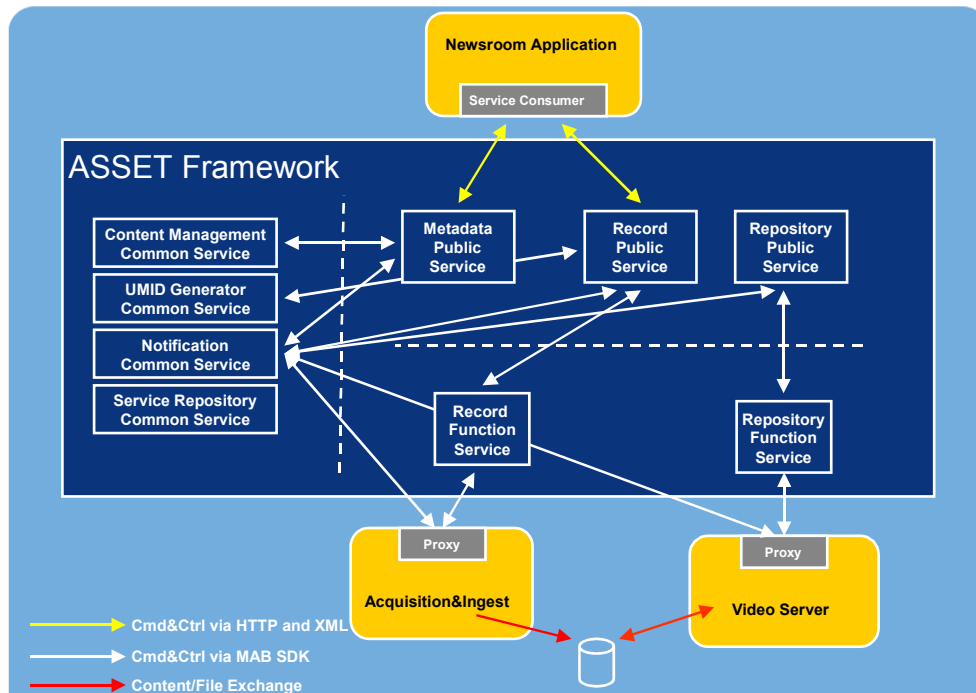 Newsroom Application
Service Consumer
ASSET Framework
Content Management
Common Service
UMID Generator
Common Service
Notification
Common Service
Service Repository
Common Service
Metadata
Public
Service
Record
Public
Service
Repository
Public
Service
Record
Function
Service
Repository
Function
Service
Proxy
Acquisition&Ingest
Proxy
Video Server
Cmd&Ctrl via HTTP and XML
Cmd&Ctrl via MAB SDK
Content/File Exchange